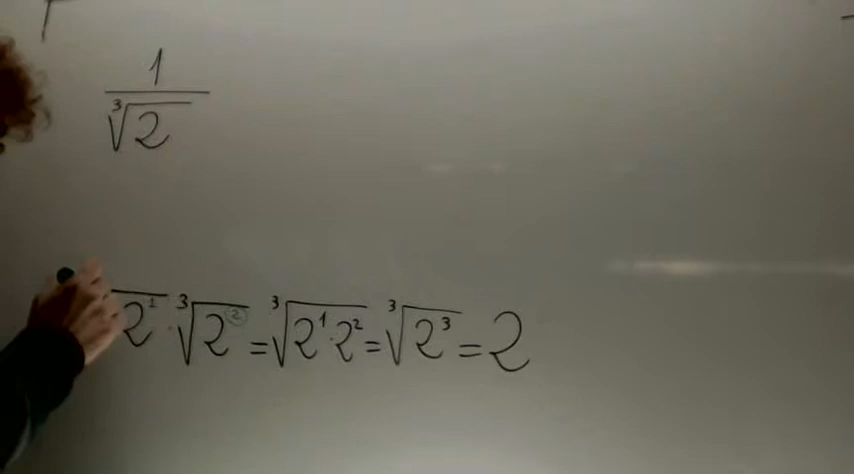 1
∛2
2¹ · ∛2² = ∛2¹·2² = ∛2³ = 2